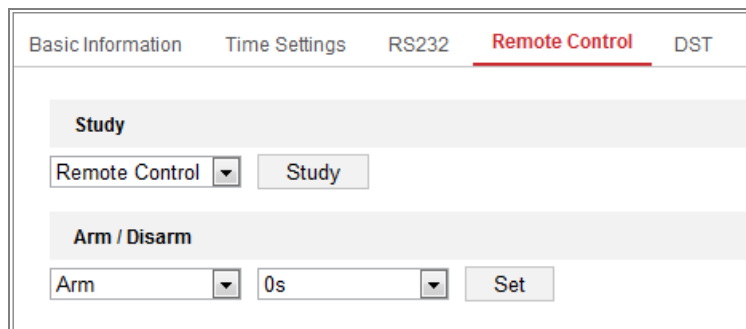 Basic Information Time Settings RS232 Remote Control DST
Study
Remote Control Study
Arm / Disarm
Arm 0s Set